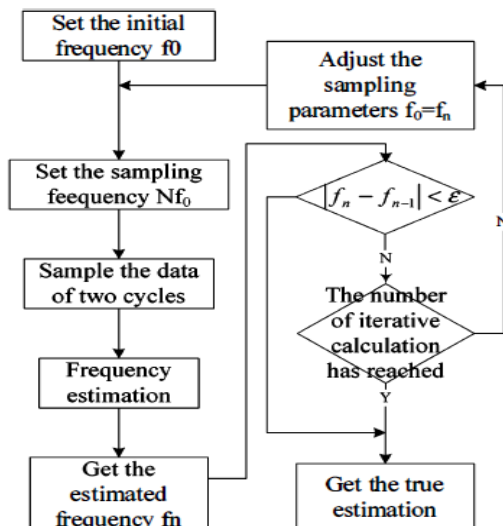 Set the initial
frequency f0
Adjust the
sampling
parameters f₀=fₙ
Set the sampling
feequency Nf₀
|fₙ − fₙ₋₁| < ε
N
Sample the data
of two cycles
N
The number
of iterative
calculation
has reached
Frequency
estimation
Y
Get the
estimated
frequency fn
Get the true
estimation